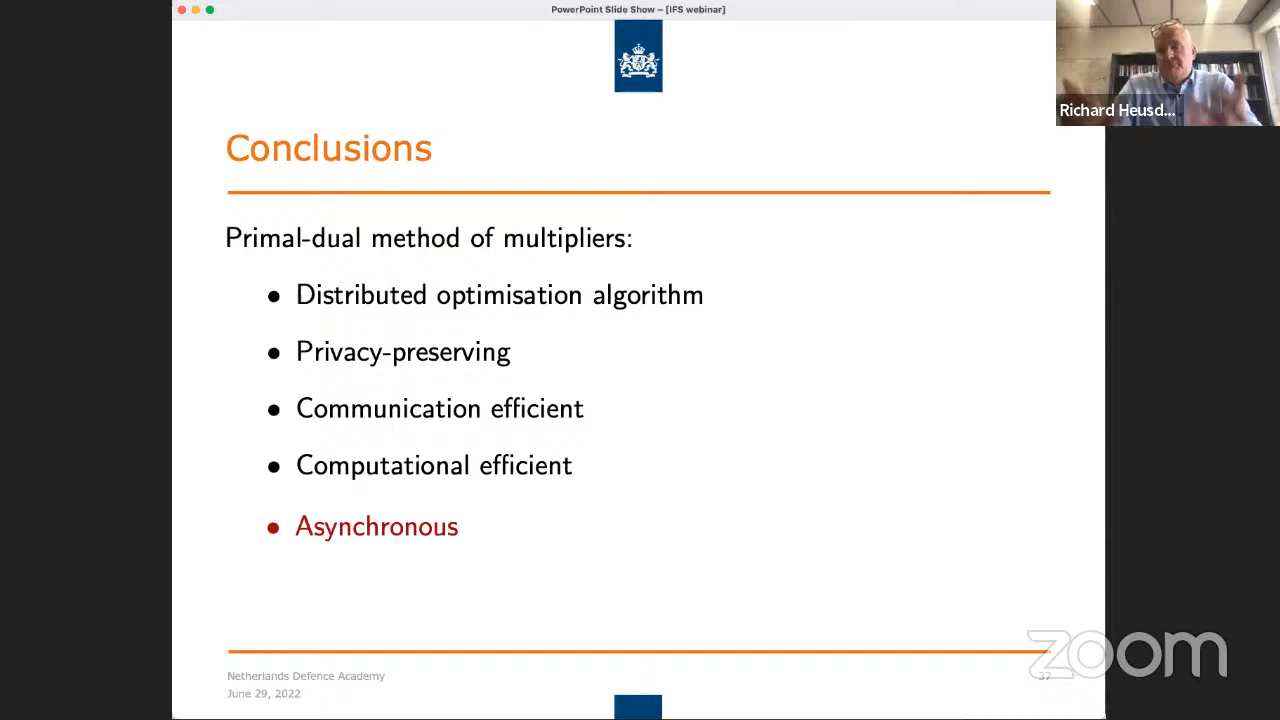 PowerPoint Slide Show – [IFS webinar]
Richard Heusd...
Conclusions
Primal-dual method of multipliers:
• Distributed optimisation algorithm
• Privacy-preserving
• Communication efficient
• Computational efficient
• Asynchronous
zoom
Netherlands Defence Academy
37
June 29, 2022